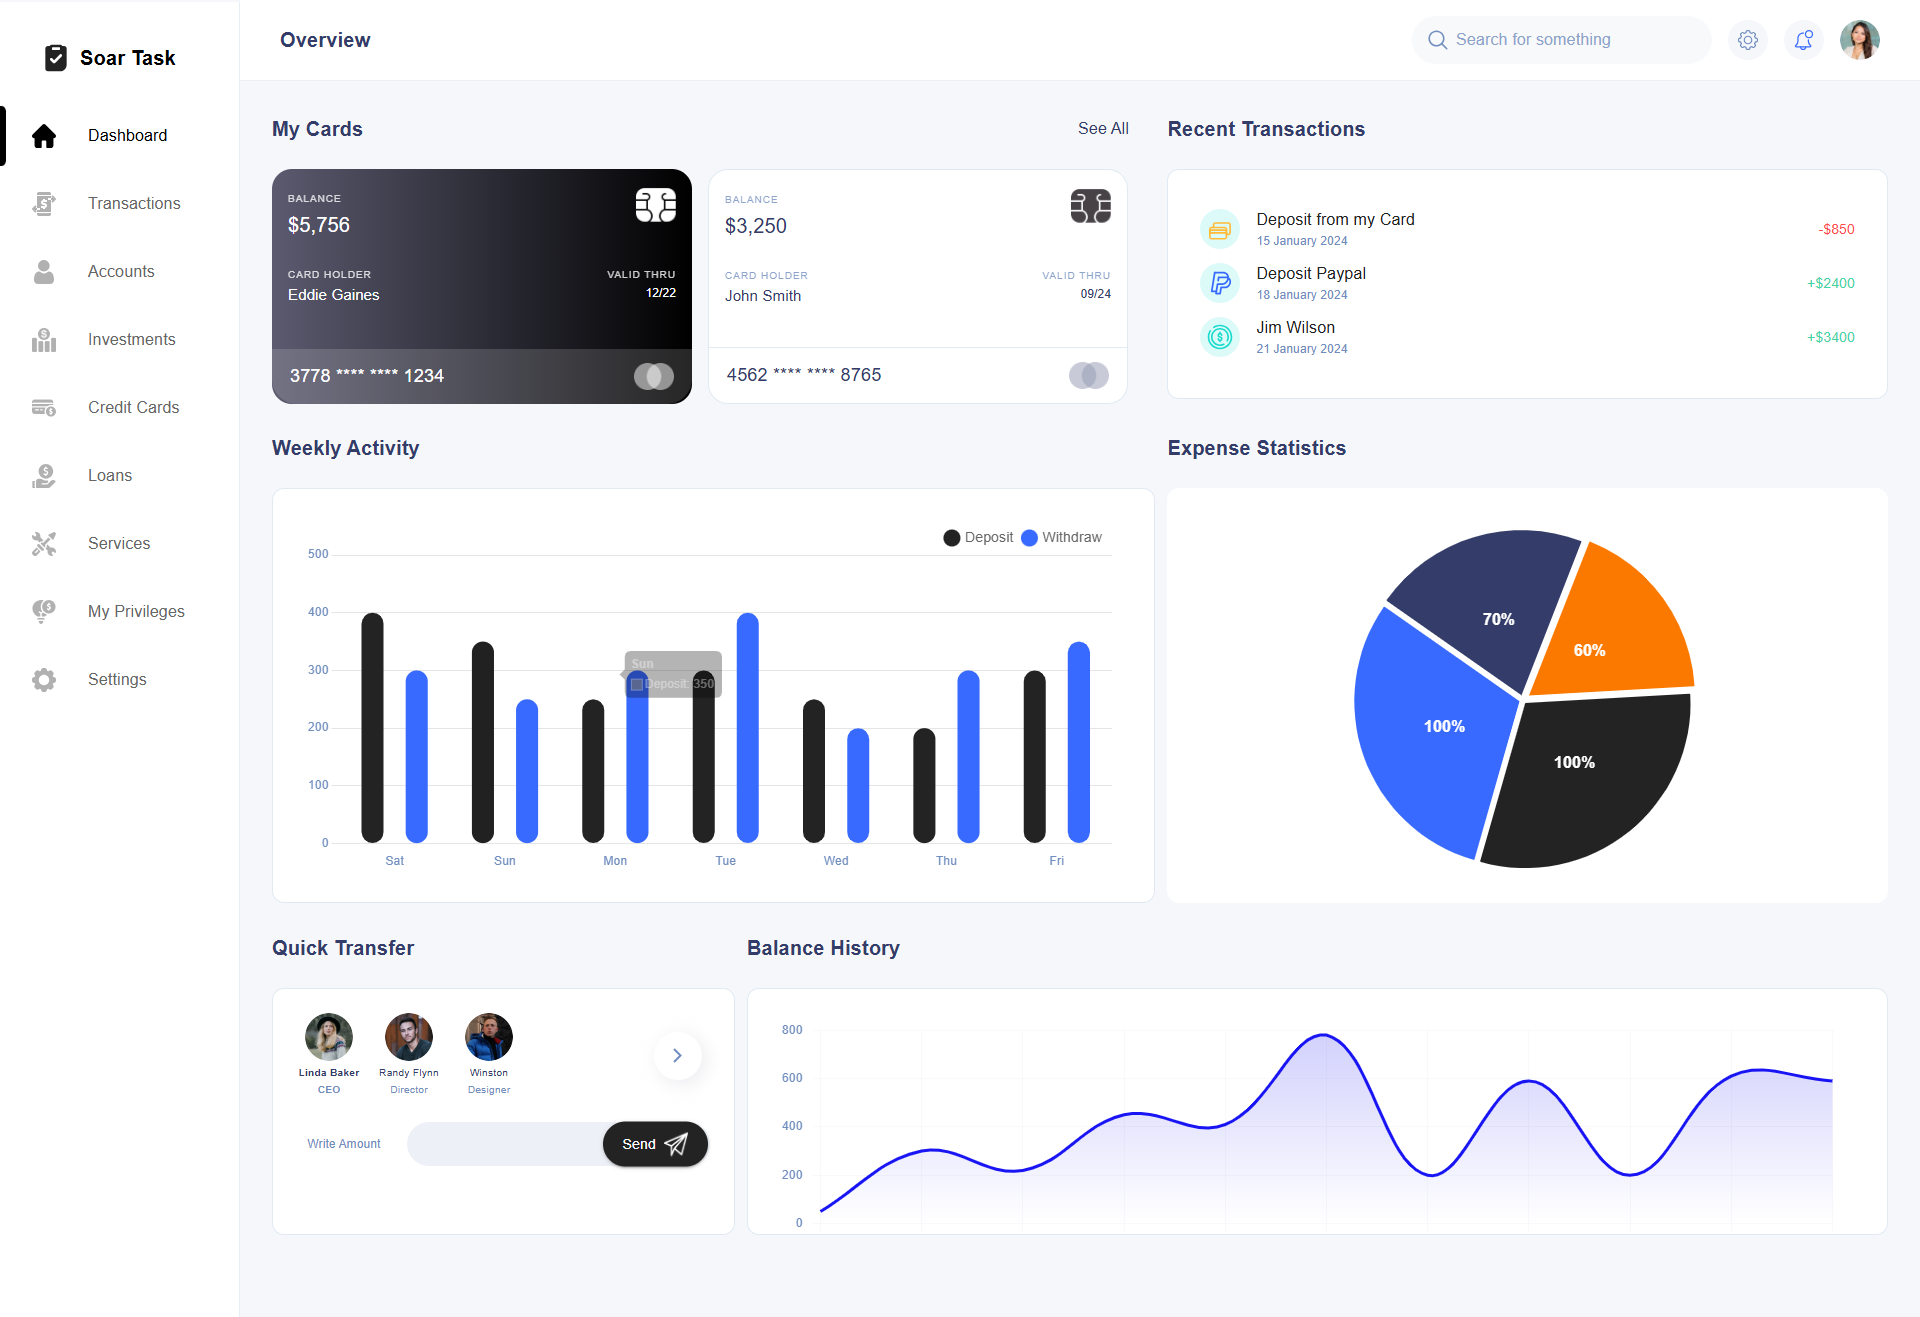 Soar Task
Overview
Search for something
Dashboard
Transactions
Accounts
Investments
Credit Cards
Loans
Services
My Privileges
Settings
My Cards
See All
BALANCE
$5,756
CARD HOLDER
Eddie Gaines
VALID THRU
12/22
3778 **** **** 1234
BALANCE
$3,250
CARD HOLDER
John Smith
VALID THRU
09/24
4562 **** **** 8765
Recent Transactions
Deposit from my Card
15 January 2024
-$850
Deposit Paypal
18 January 2024
+$2400
Jim Wilson
21 January 2024
+$3400
Weekly Activity
Deposit Withdraw
500
400
300
200
100
0
Sun
Deposit: 350
Sat Sun Mon Tue Wed Thu Fri
Expense Statistics
70%
60%
100%
100%
Quick Transfer
Linda Baker
CEO
Randy Flynn
Director
Winston
Designer
Write Amount
Send
Balance History
800
600
400
200
0